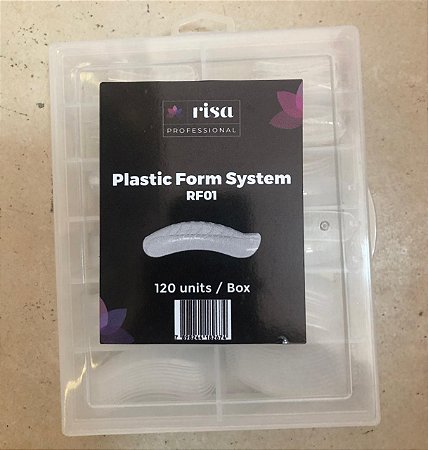 risa
PROFESSIONAL
Plastic Form System
RF01
120 units / Box